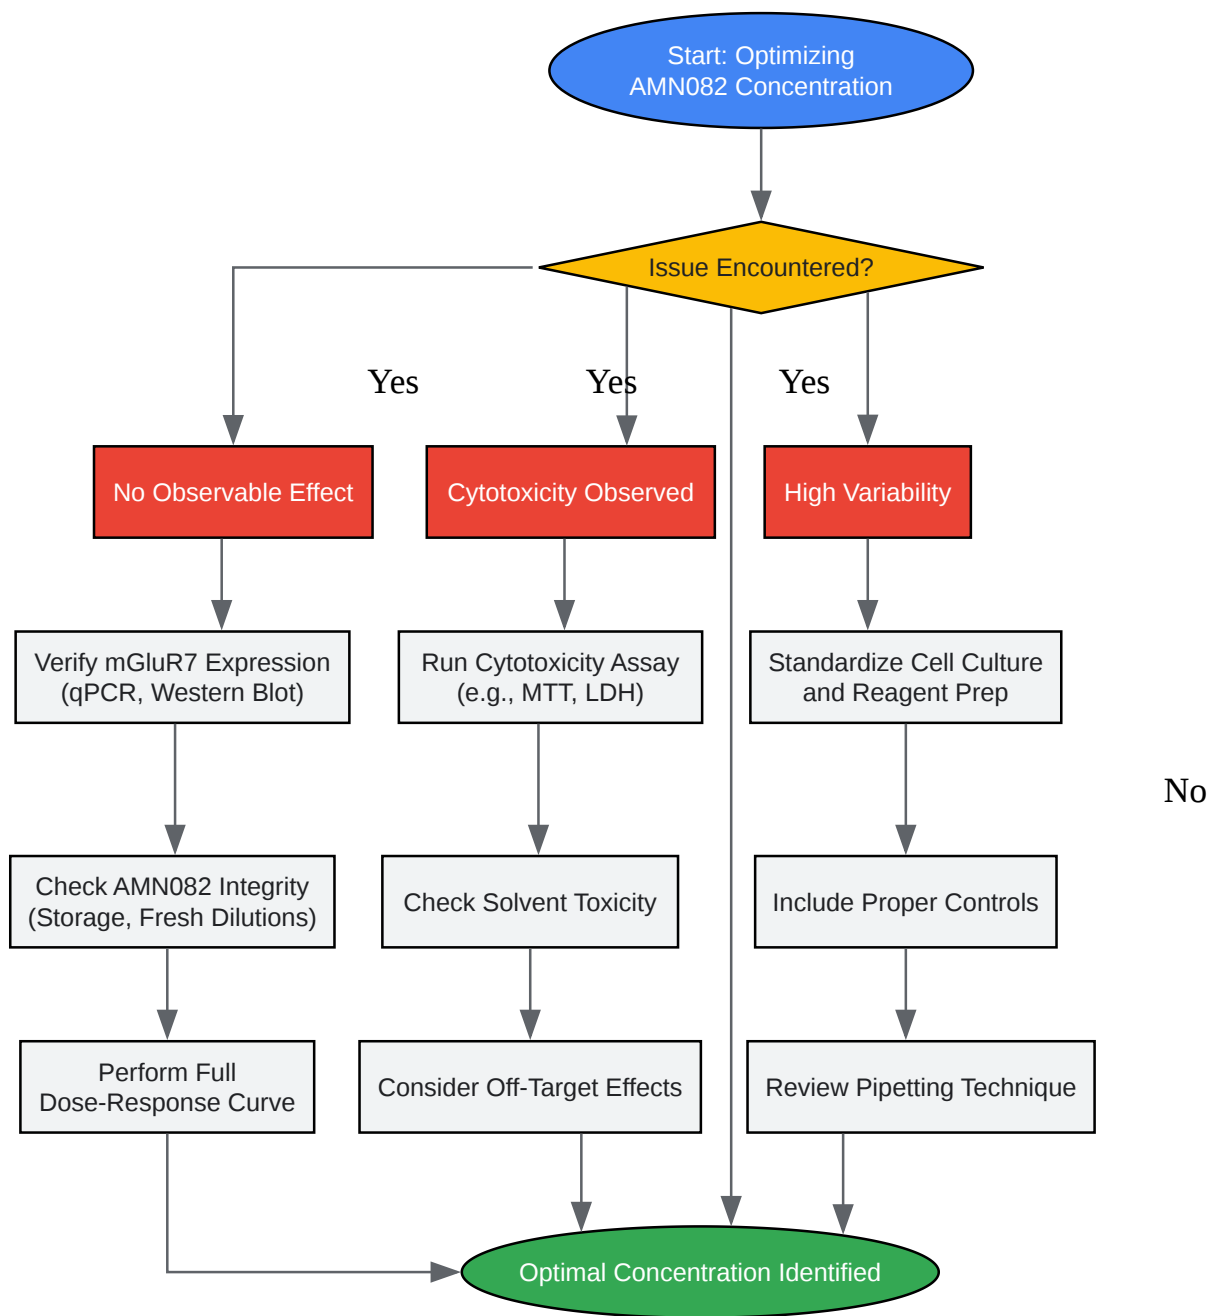 Start: Optimizing
AMN082 Concentration
Issue Encountered?
Yes
Yes
Yes
No Observable Effect
Cytotoxicity Observed
High Variability
Verify mGluR7 Expression
(qPCR, Western Blot)
Run Cytotoxicity Assay
(e.g., MTT, LDH)
Standardize Cell Culture
and Reagent Prep
No
Check AMN082 Integrity
(Storage, Fresh Dilutions)
Check Solvent Toxicity
Include Proper Controls
Perform Full
Dose-Response Curve
Consider Off-Target Effects
Review Pipetting Technique
Optimal Concentration Identified